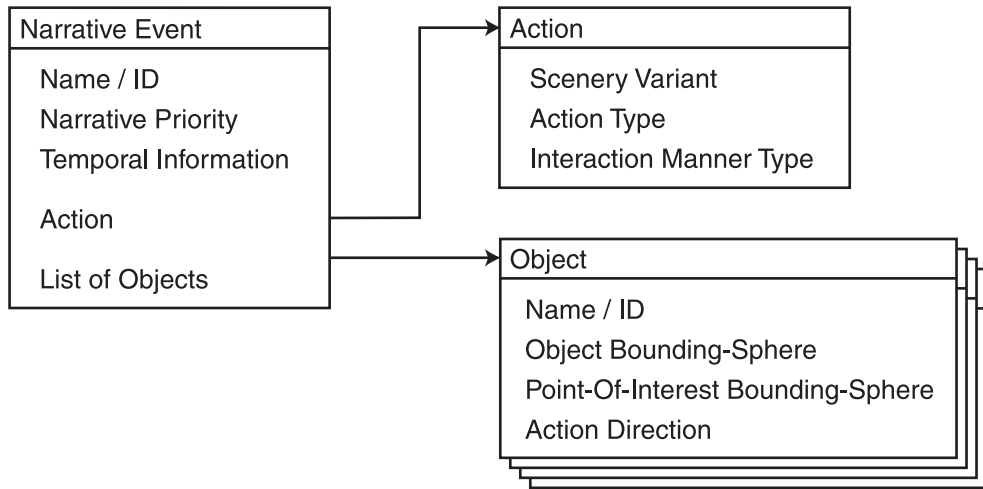 Narrative Event
Name / ID
Narrative Priority
Temporal Information
Action
List of Objects
Action
Scenery Variant
Action Type
Interaction Manner Type
Object
Name / ID
Object Bounding-Sphere
Point-Of-Interest Bounding-Sphere
Action Direction